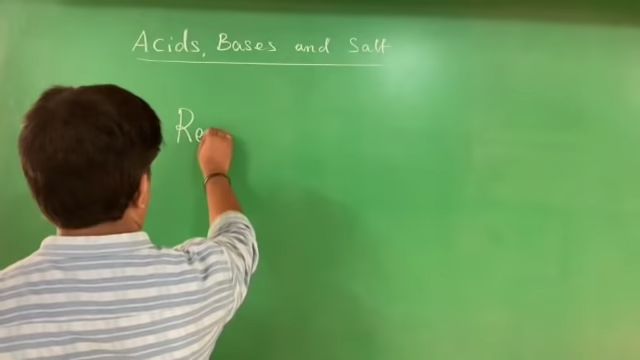 Acids, Bases and Salt
Re